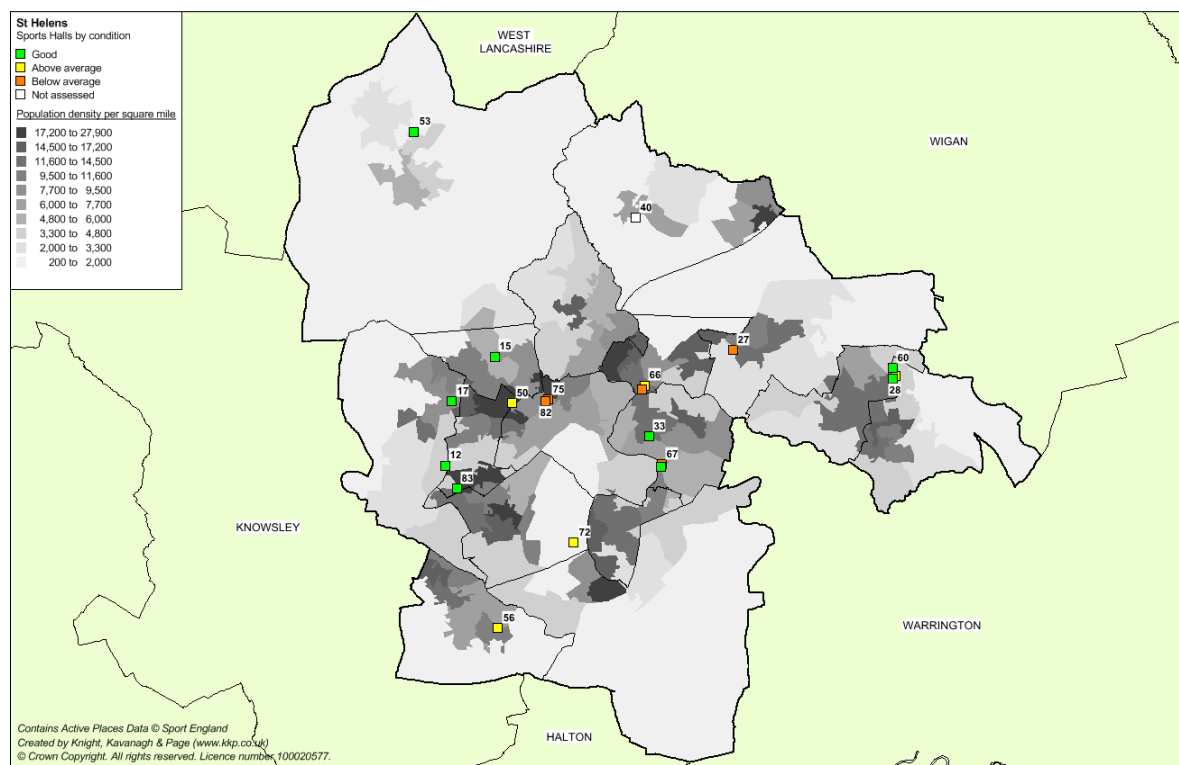 St Helens
Sports Halls by condition
Good
Above average
Below average
Not assessed
Population density per square mile
17,200 to 27,900
14,500 to 17,200
11,600 to 14,500
9,500 to 11,600
7,700 to 9,500
6,000 to 7,700
4,800 to 6,000
3,300 to 4,800
2,000 to 3,300
200 to 2,000
WEST
LANCASHIRE
53
WIGAN
40
27
15
60
66
17
50
75
28
82
33
12
67
83
KNOWSLEY
72
56
WARRINGTON
HALTON
Contains Active Places Data © Sport England
Created by Knight, Kavanagh & Page (www.kkp.co.uk)
© Crown Copyright. All rights reserved. Licence number 100020577.